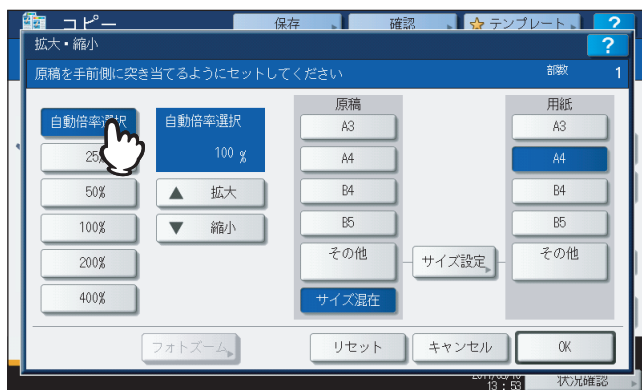 コピー 保存 確認 テンプレート ?
拡大・縮小 ?
原稿を手前側に突き当てるようにセットしてください 部数 1
原稿 用紙
自動倍率選択 自動倍率選択 A3 A3
100 % A4 A4
50% 拡大 B4 B4
100% 縮小 B5 B5
200% その他 サイズ設定 その他
400% サイズ混在
フォトズーム リセット キャンセル OK
13:53 状況確認